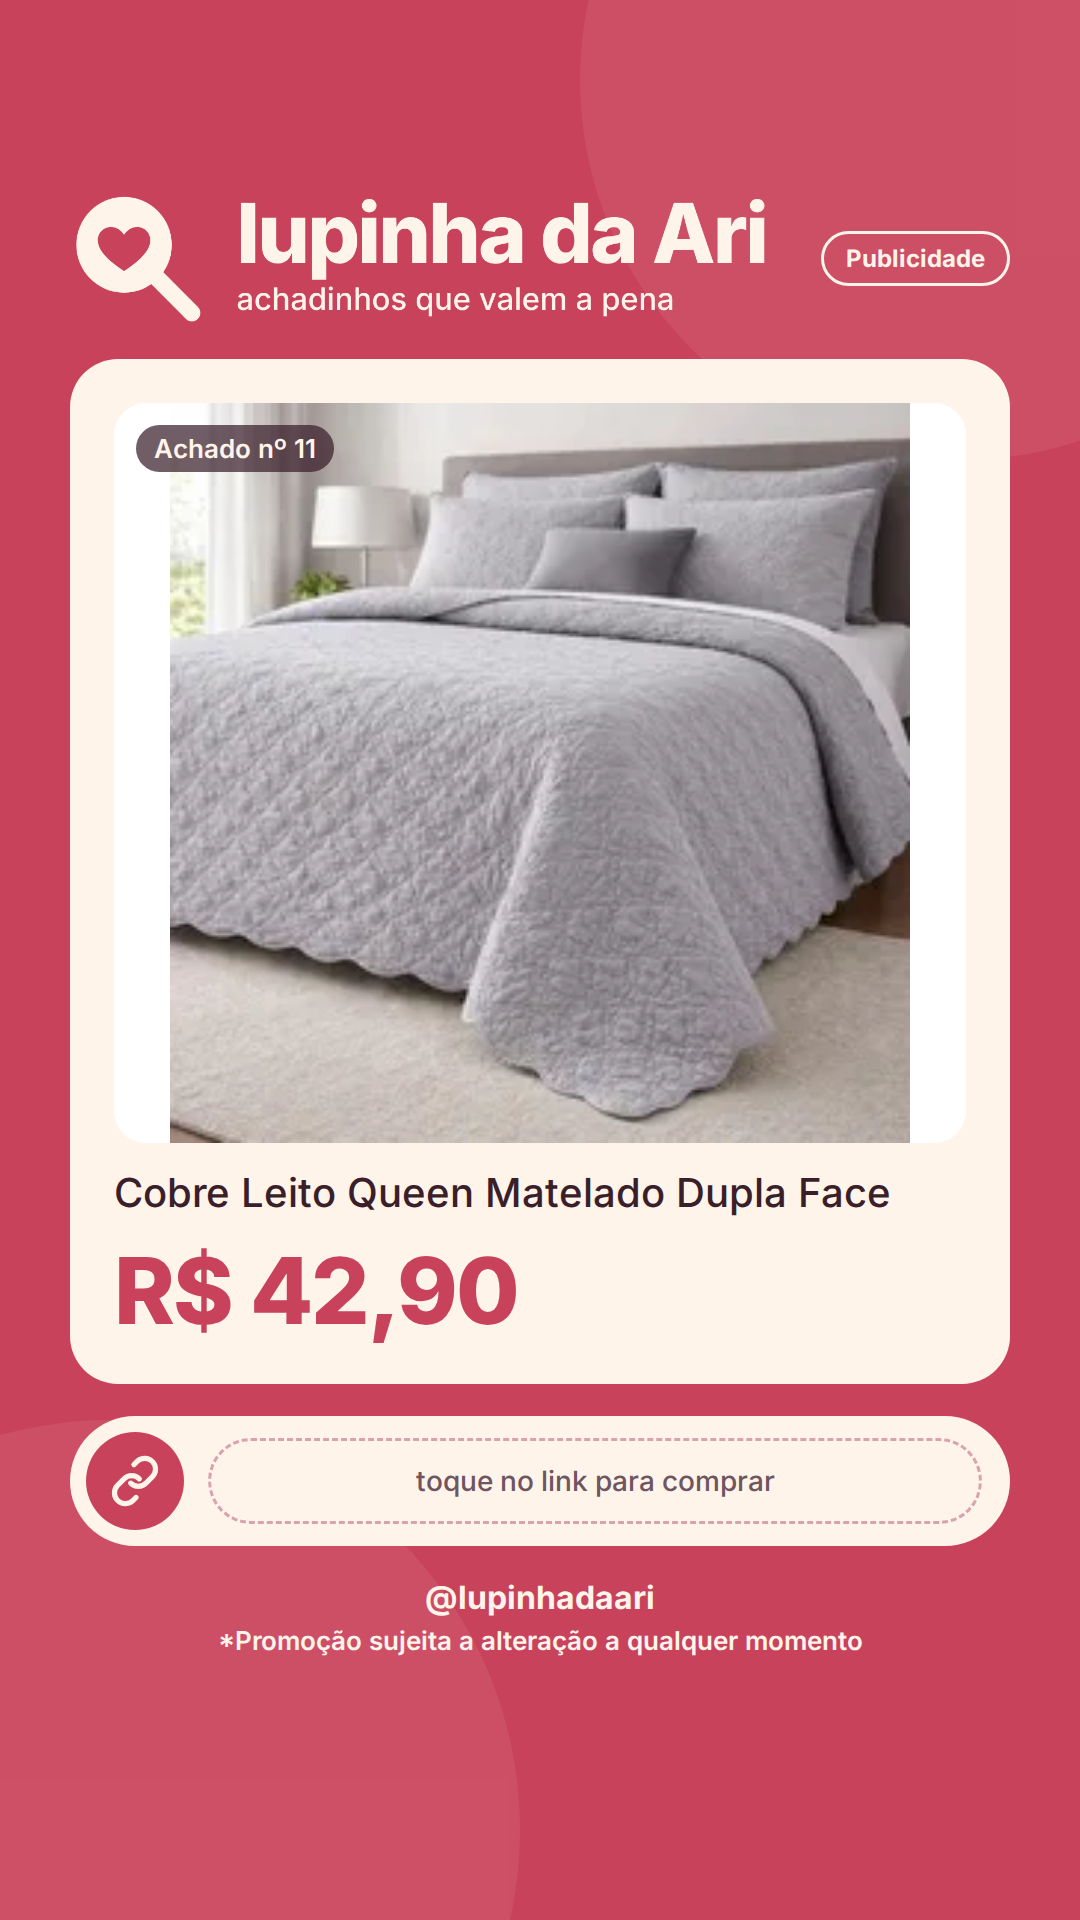 lupinha da Ari
achadinhos que valem a pena
Publicidade
Achado nº 11
Cobre Leito Queen Matelado Dupla Face
R$ 42,90
toque no link para comprar
@lupinhadaari
*Promoção sujeita a alteração a qualquer momento